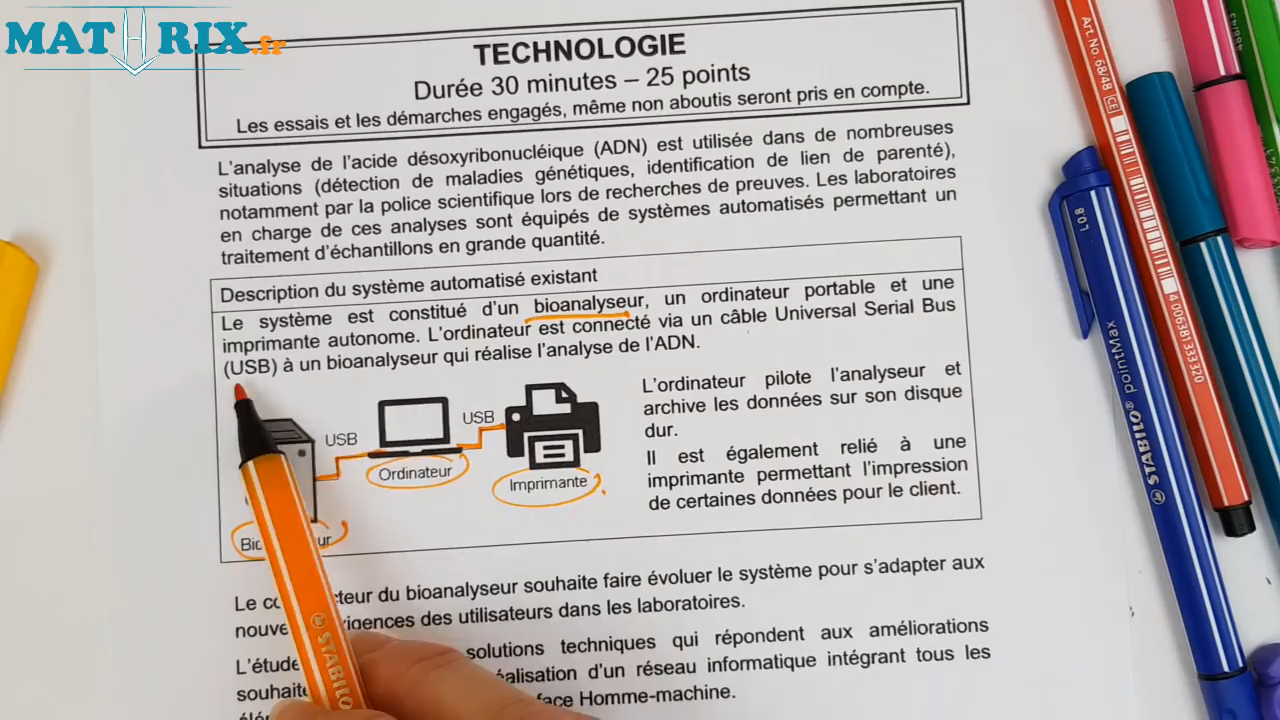 MATHRIX.fr
TECHNOLOGIE
Durée 30 minutes – 25 points
Les essais et les démarches engagés, même non aboutis seront pris en compte.
L'analyse de l'acide désoxyribonucléique (ADN) est utilisée dans de nombreuses
situations (détection de maladies génétiques, identification de lien de parenté),
notamment par la police scientifique lors de recherches de preuves. Les laboratoires
en charge de ces analyses sont équipés de systèmes automatisés permettant un
traitement d'échantillons en grande quantité.
Description du système automatisé existant
Le système est constitué d'un bioanalyseur, un ordinateur portable et une
imprimante autonome. L'ordinateur est connecté via un câble Universal Serial Bus
(USB) à un bioanalyseur qui réalise l'analyse de l'ADN.
USB
USB
Ordinateur
Imprimante
L'ordinateur pilote l'analyseur et
archive les données sur son disque
dur.
Il est également relié à une
imprimante permettant l'impression
de certaines données pour le client.
Le du bioanalyseur souhaite faire évoluer le système pour s'adapter aux
des utilisateurs dans les laboratoires.
L'étude solutions techniques qui répondent aux améliorations
d'un réseau informatique intégrant tous les
Homme-machine.
STABILO
Art.No. 68/48 CE
4 006381 333320
L08
STABILO® pointMax